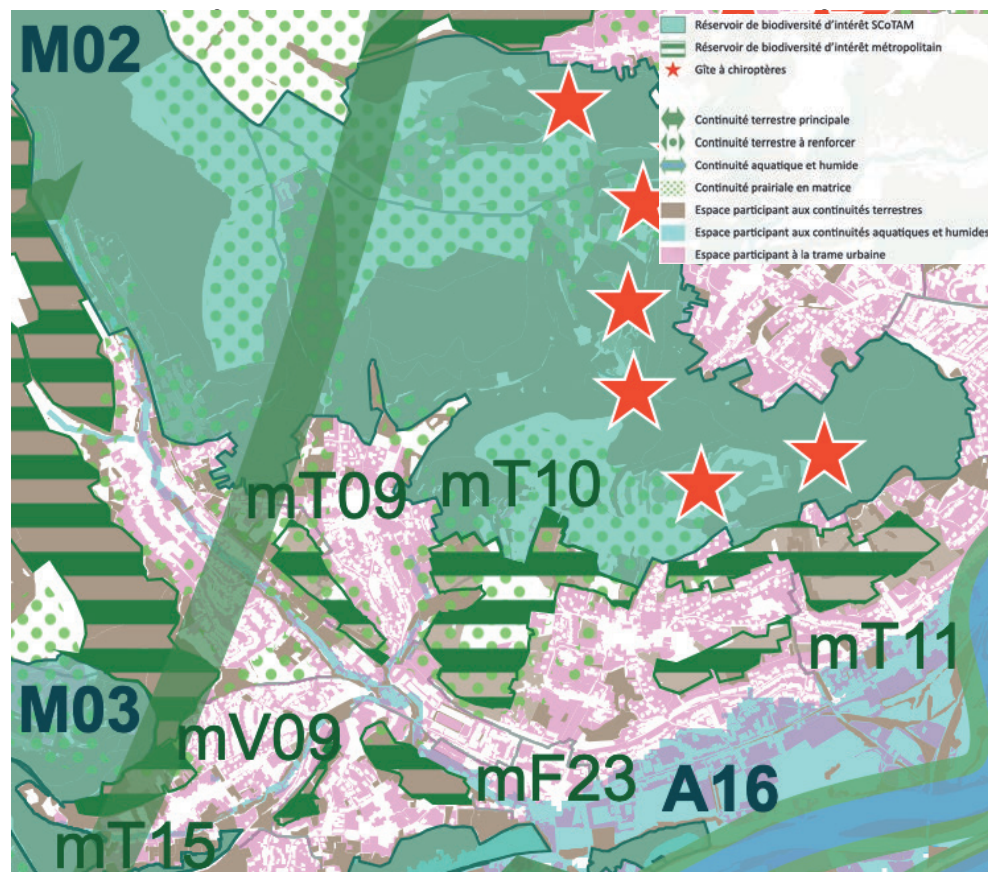 M02
Réservoir de biodiversité d'intérêt SCoTAM
Réservoir de biodiversité d'intérêt métropolitain
Gîte à chiroptères
Continuité terrestre principale
Continuité terrestre à renforcer
Continuité aquatique et humide
Continuité prairiale en matrice
Espace participant aux continuités terrestres
Espace participant aux continuités aquatiques et humides
Espace participant à la trame urbaine
mT09
mT10
mT11
M03
mV09
mF23
A16
mT15